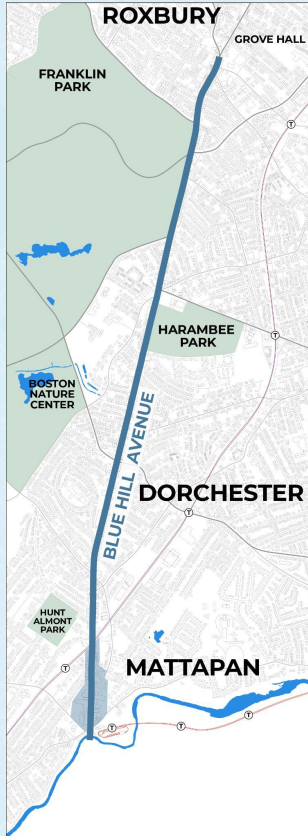 ROXBURY
GROVE HALL
FRANKLIN
PARK
T
HARAMBEE
PARK
T
BOSTON
NATURE
CENTER
BLUE HILL AVENUE
DORCHESTER
T
HUNT
ALMONT
PARK
MATTAPAN
T
T
T
T